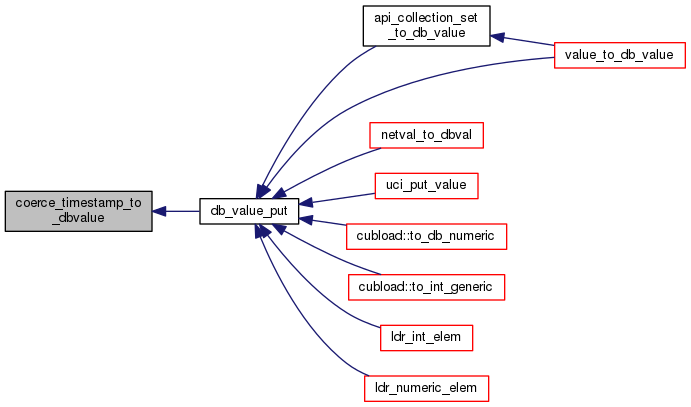 api_collection_set
_to_db_value
value_to_db_value
netval_to_dbval
uci_put_value
coerce_timestamp_to
_dbvalue
db_value_put
cubload::to_db_numeric
cubload::to_int_generic
ldr_int_elem
ldr_numeric_elem